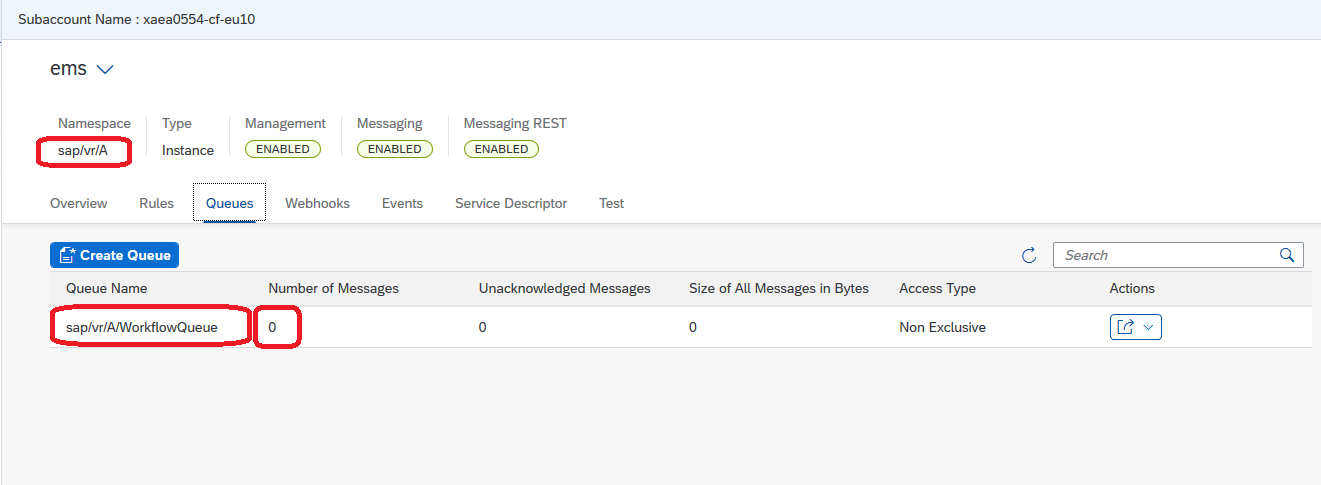 Subaccount Name : xaea0554-cf-eu10
ems
Namespace Type Management Messaging Messaging REST
sap/vr/A Instance ENABLED ENABLED ENABLED
Overview Rules Queues Webhooks Events Service Descriptor Test
Create Queue Search
Queue Name Number of Messages Unacknowledged Messages Size of All Messages in Bytes Access Type Actions
sap/vr/A/WorkflowQueue 0 0 0 Non Exclusive